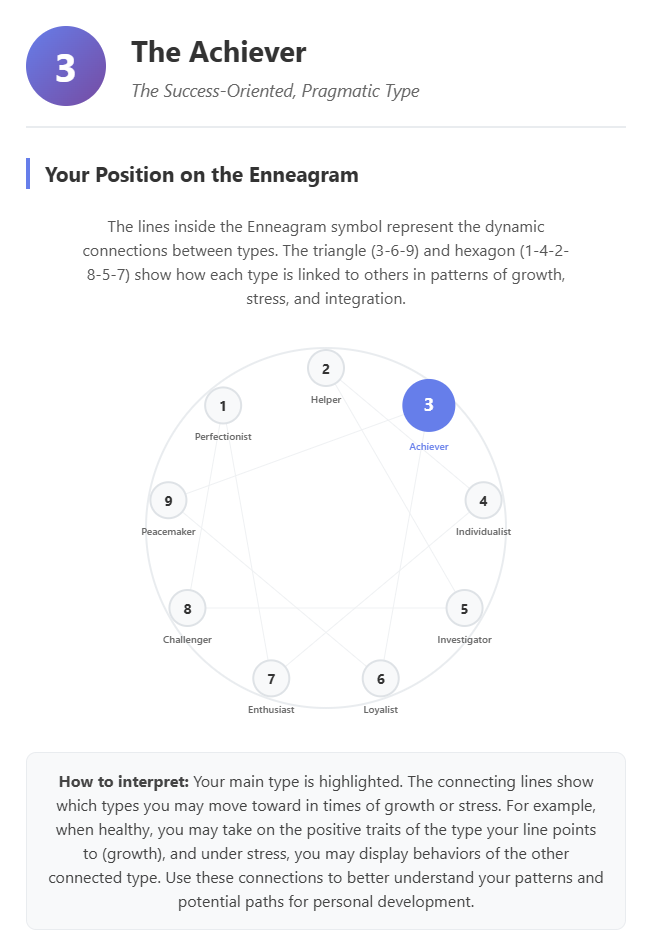 3
The Achiever
The Success-Oriented, Pragmatic Type
Your Position on the Enneagram
The lines inside the Enneagram symbol represent the dynamic
connections between types. The triangle (3-6-9) and hexagon (1-4-2-
8-5-7) show how each type is linked to others in patterns of growth,
stress, and integration.
2
Helper
3
Achiever
1
Perfectionist
9
Peacemaker
4
Individualist
8
Challenger
5
Investigator
7
Enthusiast
6
Loyalist
How to interpret: Your main type is highlighted. The connecting lines show
which types you may move toward in times of growth or stress. For example,
when healthy, you may take on the positive traits of the type your line points
to (growth), and under stress, you may display behaviors of the other
connected type. Use these connections to better understand your patterns and
potential paths for personal development.